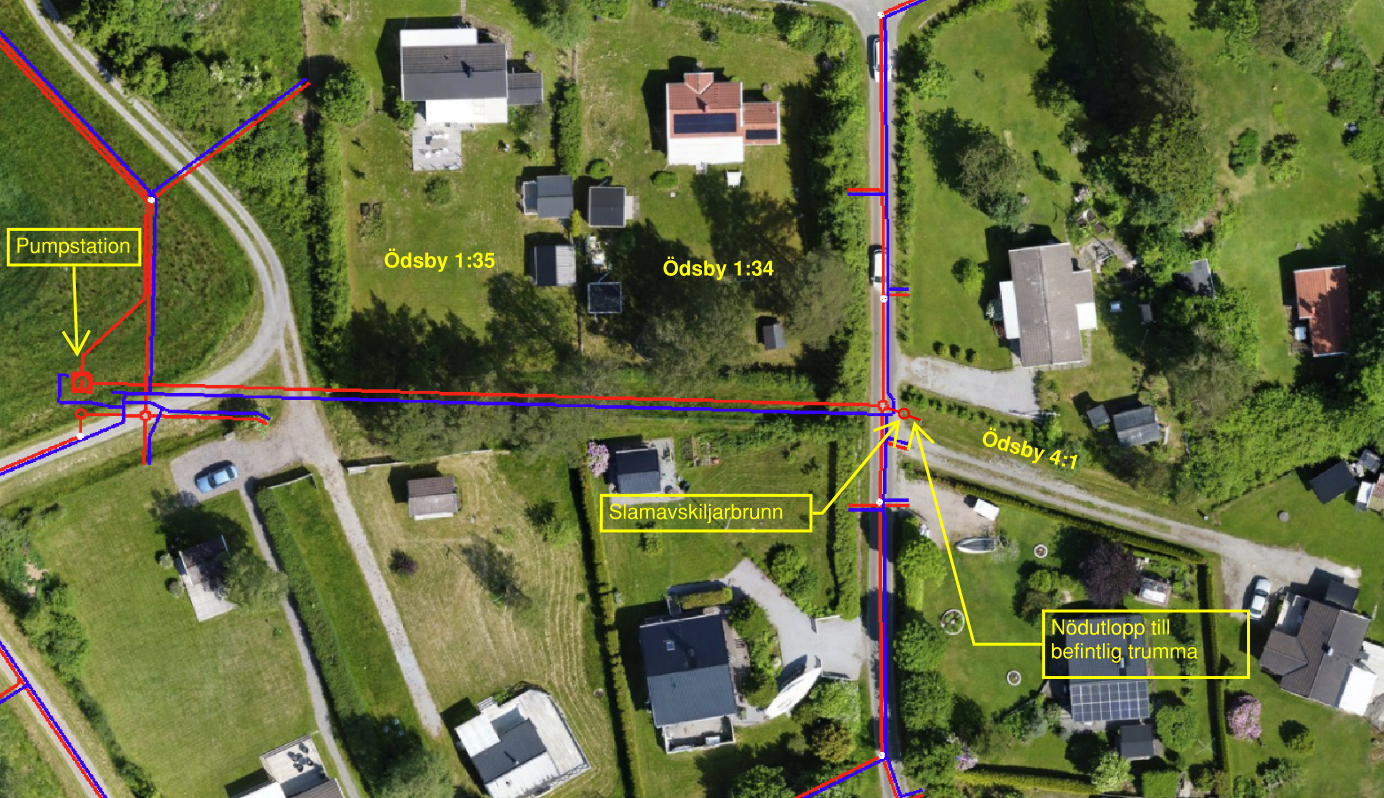 Pumpstation
Ödsby 1:35
Ödsby 1:34
Ödsby 4:1
Slamavskiljarbrunn
Nödutlopp till
befintlig trumma